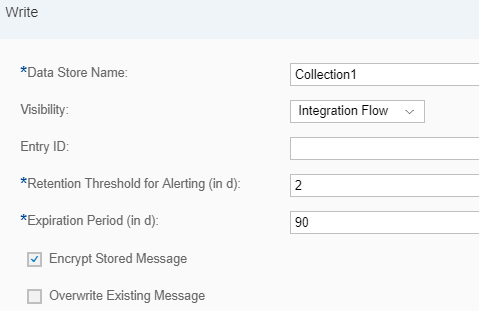 Write
*Data Store Name: Collection1
Visibility: Integration Flow
Entry ID:
*Retention Threshold for Alerting (in d): 2
*Expiration Period (in d): 90
Encrypt Stored Message
Overwrite Existing Message